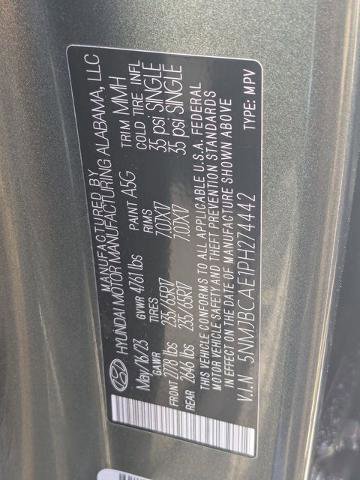 MANUFACTURED BY
HYUNDAI MOTOR MANUFACTURING ALABAMA, LLC
May/16/23 GVWR 4761 lbs PAINT A5G TRIM MMH
GAWR TIRES RIMS COLD TIRE INFL
FRONT 2778 lbs 235/65R17 7.0JX17 35 psi SINGLE
REAR 2646 lbs 235/65R17 7.0JX17 35 psi SINGLE
THIS VEHICLE CONFORMS TO ALL APPLICABLE U.S.A. FEDERAL
MOTOR VEHICLE SAFETY AND THEFT PREVENTION STANDARDS
IN EFFECT ON THE DATE OF MANUFACTURE SHOWN ABOVE
V.I.N 5NMJBCAE1PH274442 TYPE: MPV